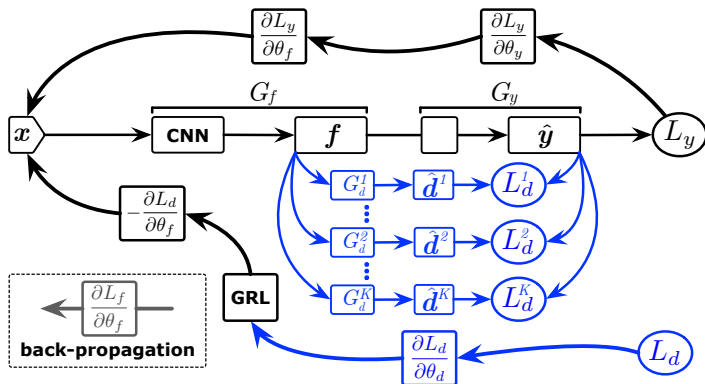 ∂L_y/∂θ_f
∂L_y/∂θ_y
G_f
G_y
x
CNN
f
ŷ
L_y
G_d^1
d̂^1
L_d^1
-∂L_d/∂θ_f
G_d^2
d̂^2
L_d^2
GRL
G_d^K
d̂^K
L_d^K
∂L_f/∂θ_f
back-propagation
∂L_d/∂θ_d
L_d